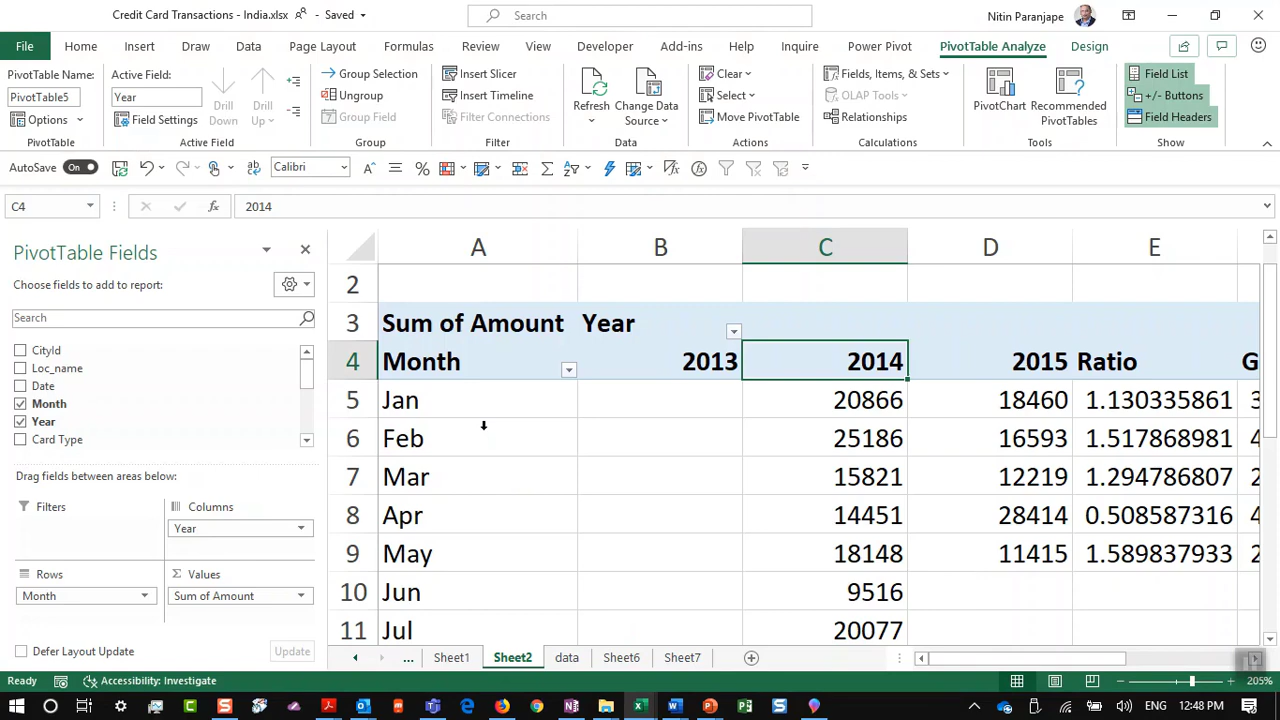 Credit Card Transactions - India.xlsx - Saved
Search
Nitin Paranjape
File Home Insert Draw Data Page Layout Formulas Review View Developer Add-ins Help Inquire Power Pivot PivotTable Analyze Design
PivotTable Name:
PivotTable5
Options
PivotTable
Active Field:
Year
Field Settings
Drill Down
Drill Up
Active Field
Group Selection
Ungroup
Group Field
Group
Insert Slicer
Insert Timeline
Filter Connections
Filter
Refresh
Change Data Source
Data
Clear
Select
Move PivotTable
Actions
Fields, Items, & Sets
OLAP Tools
Relationships
Calculations
PivotChart
Recommended PivotTables
Tools
Field List
+/- Buttons
Field Headers
Show
AutoSave On
Calibri
C4
2014
PivotTable Fields
Choose fields to add to report:
Search
CityId
Loc_name
Date
Month
Year
Card Type
Drag fields between areas below:
Filters
Columns
Year
Rows
Month
Values
Sum of Amount
Defer Layout Update
Update
A B C D E
2
3 Sum of Amount Year
4 Month 2013 2014 2015 Ratio G
5 Jan 20866 18460 1.130335861 3
6 Feb 25186 16593 1.517868981 4
7 Mar 15821 12219 1.294786807 2
8 Apr 14451 28414 0.508587316 4
9 May 18148 11415 1.589837933 2
10 Jun 9516
11 Jul 20077
... Sheet1 Sheet2 data Sheet6 Sheet7
Accessibility: Investigate
205%
ENG 12:48 PM